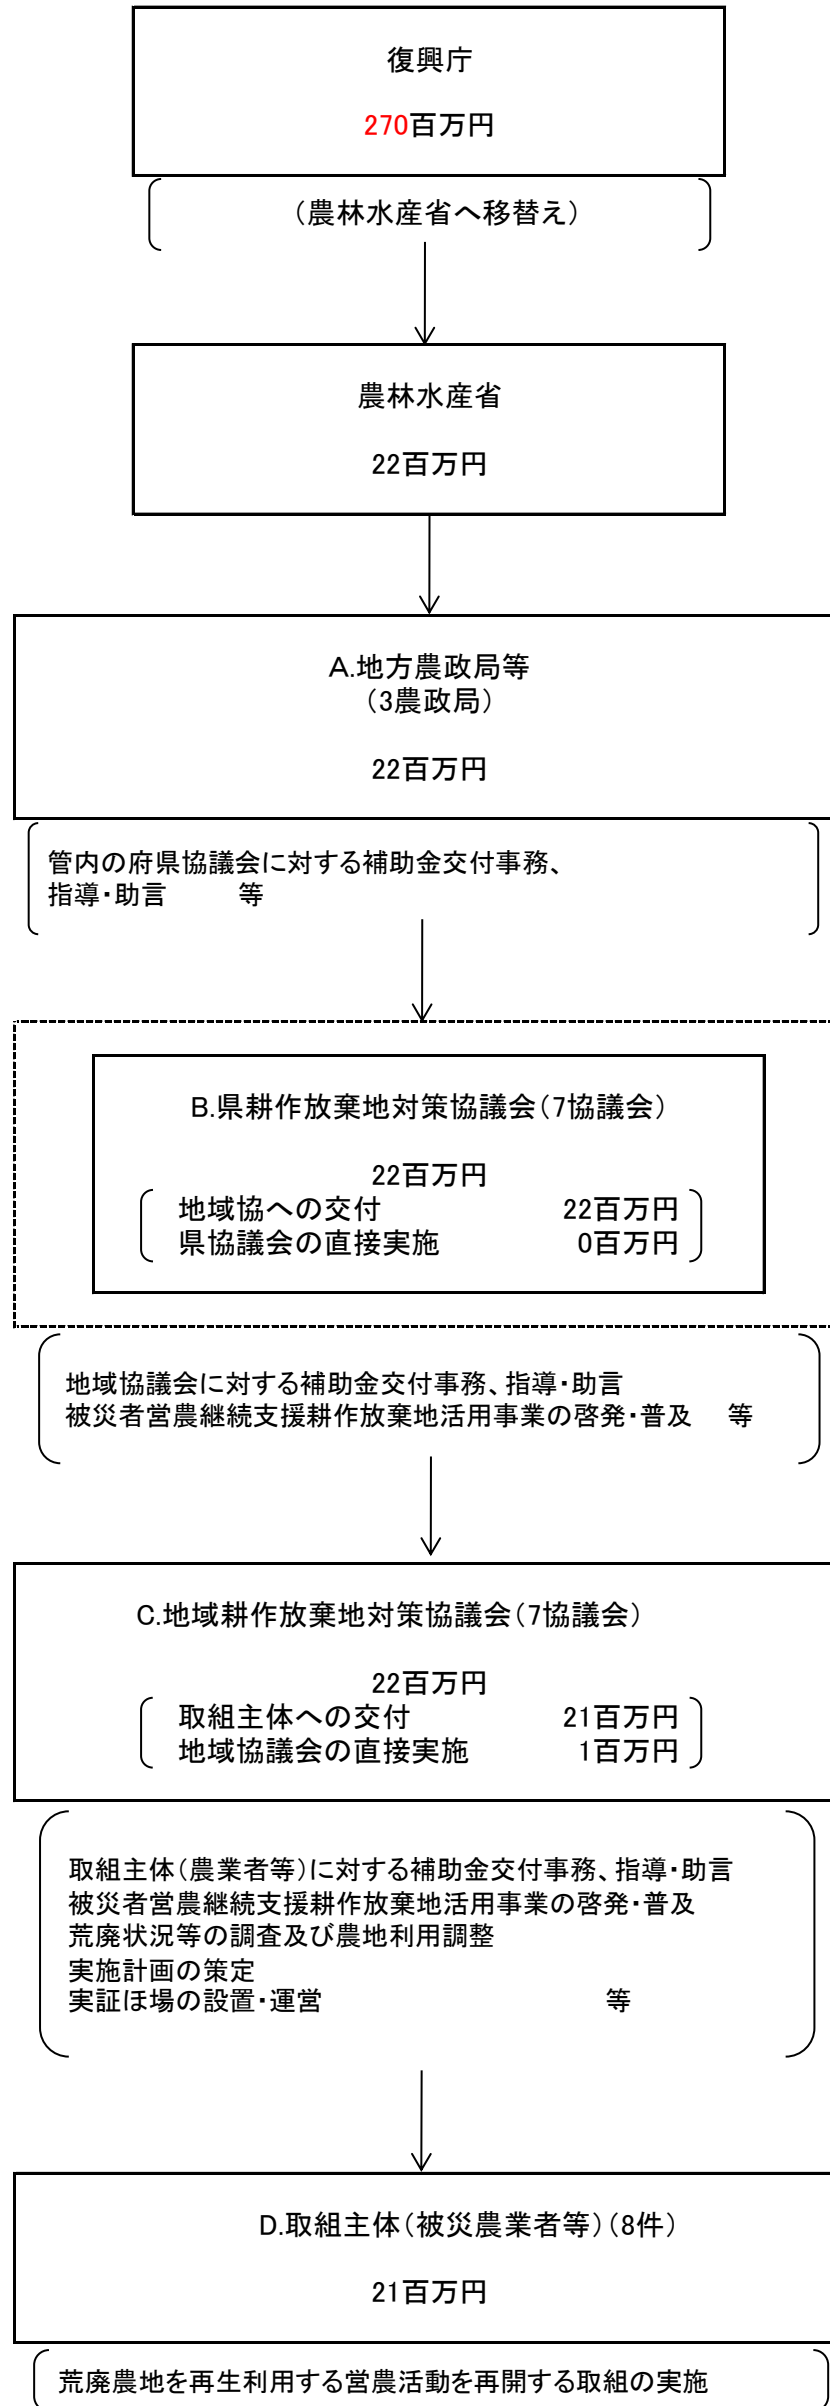 復興庁
270百万円
(農林水産省へ移替え)
農林水産省
22百万円
A.地方農政局等
(3農政局)
22百万円
管内の府県協議会に対する補助金交付事務、
指導・助言　　　等
B.県耕作放棄地対策協議会(7協議会)
22百万円
地域協への交付　22百万円
県協議会の直接実施　0百万円
地域協議会に対する補助金交付事務、指導・助言
被災者営農継続支援耕作放棄地活用事業の啓発・普及　等
C.地域耕作放棄地対策協議会(7協議会)
22百万円
取組主体への交付　21百万円
地域協議会の直接実施　1百万円
取組主体(農業者等)に対する補助金交付事務、指導・助言
被災者営農継続支援耕作放棄地活用事業の啓発・普及
荒廃状況等の調査及び農地利用調整
実施計画の策定
実証ほ場の設置・運営　等
D.取組主体(被災農業者等)(8件)
21百万円
荒廃農地を再生利用する営農活動を再開する取組の実施